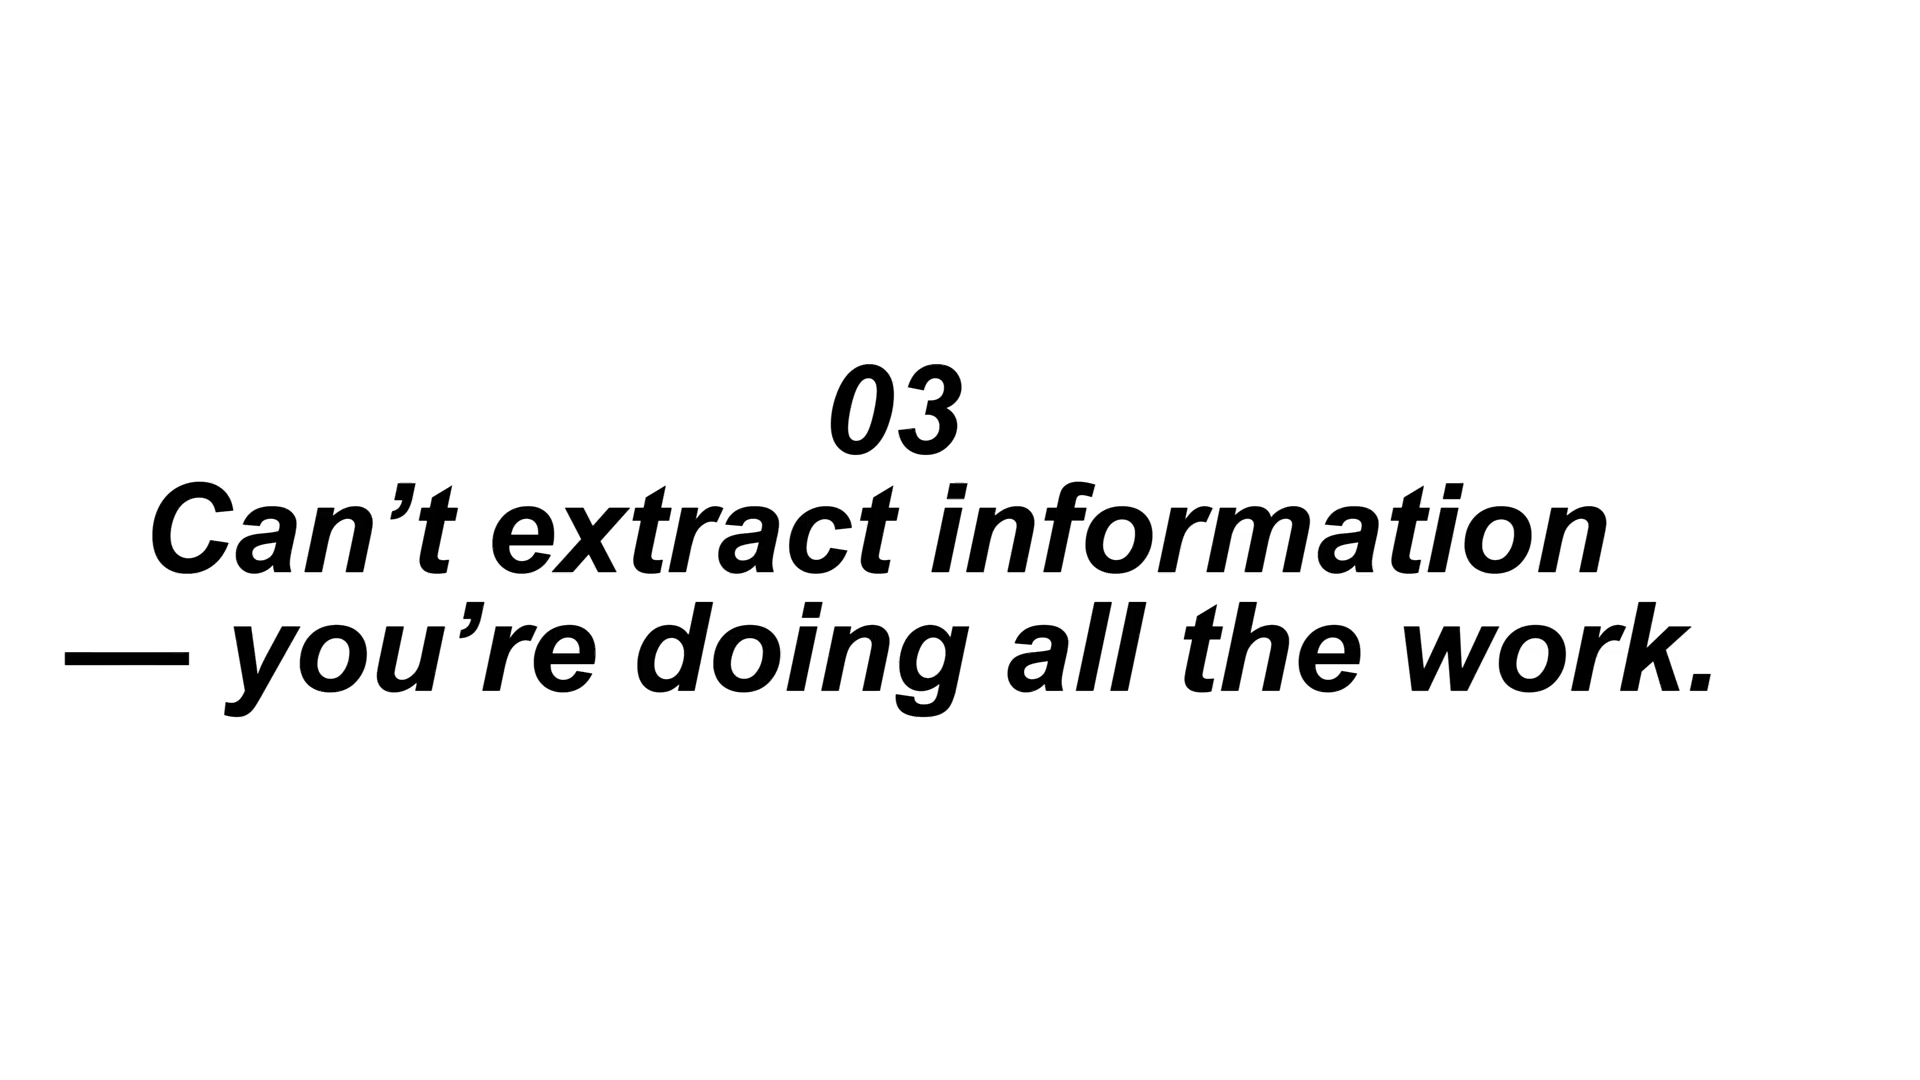 03
Can’t extract information
— you’re doing all the work.